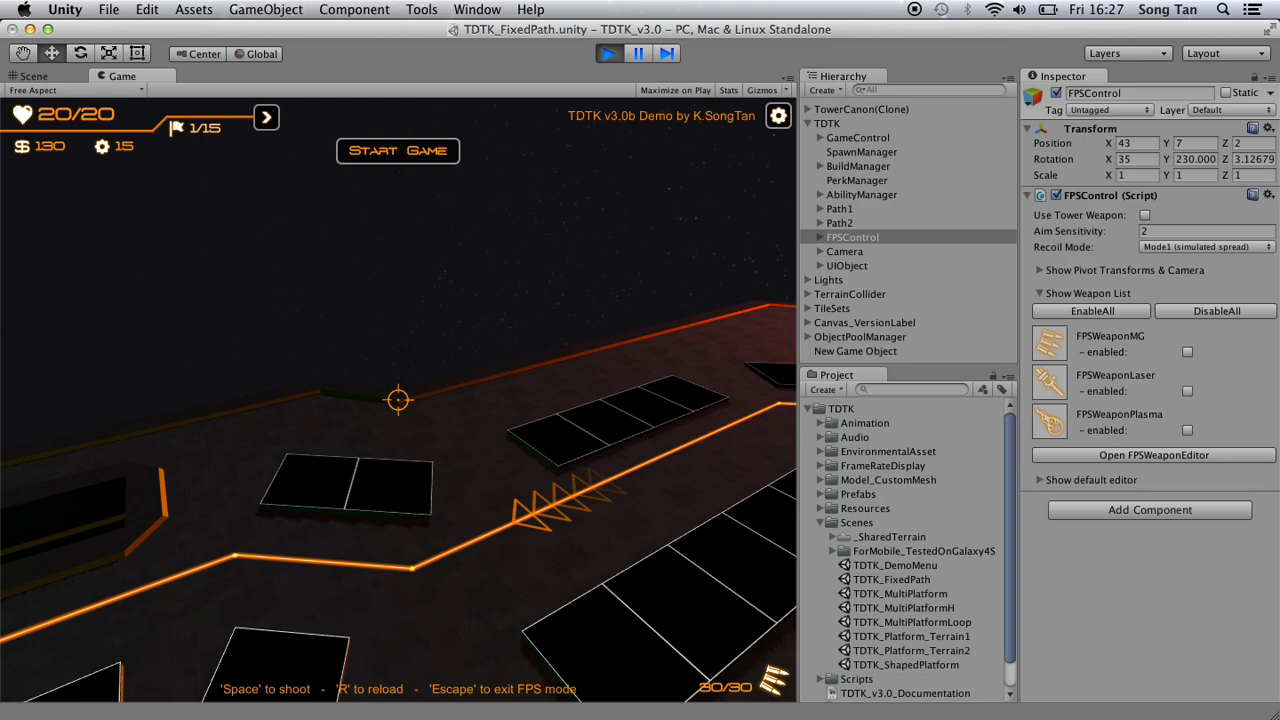 Unity File Edit Assets GameObject Component Tools Window Help Fri 16:27 Song Tan
TDTK_FixedPath.unity - TDTK_v3.0 - PC, Mac & Linux Standalone
Center Global Layers Layout
Scene Game
Free Aspect Maximize on Play Stats Gizmos
20/20
1/15
$ 130 15
START GAME
TDTK v3.0b Demo by K.SongTan
'Space' to shoot - 'R' to reload - 'Escape' to exit FPS mode
30/30
Hierarchy
Create All
TowerCanon(Clone)
TDTK
GameControl
SpawnManager
BuildManager
PerkManager
AbilityManager
Path1
Path2
FPSControl
Camera
UIObject
Lights
TerrainCollider
TileSets
Canvas_VersionLabel
ObjectPoolManager
New Game Object
Project
Create
TDTK
Animation
Audio
EnvironmentalAsset
FrameRateDisplay
Model_CustomMesh
Prefabs
Resources
Scenes
_SharedTerrain
ForMobile_TestedOnGalaxy4S
TDTK_DemoMenu
TDTK_FixedPath
TDTK_MultiPlatform
TDTK_MultiPlatformH
TDTK_MultiPlatformLoop
TDTK_Platform_Terrain1
TDTK_Platform_Terrain2
TDTK_ShapedPlatform
Scripts
TDTK_v3.0_Documentation
Inspector
FPSControl Static
Tag Untagged Layer Default
Transform
Position X 43 Y 7 Z 2
Rotation X 35 Y 230.000 Z 3.12679
Scale X 1 Y 1 Z 1
FPSControl (Script)
Use Tower Weapon:
Aim Sensitivity: 2
Recoil Mode: Mode1 (simulated spread)
Show Pivot Transforms & Camera
Show Weapon List
EnableAll DisableAll
FPSWeaponMG
- enabled:
FPSWeaponLaser
- enabled:
FPSWeaponPlasma
- enabled:
Open FPSWeaponEditor
Show default editor
Add Component